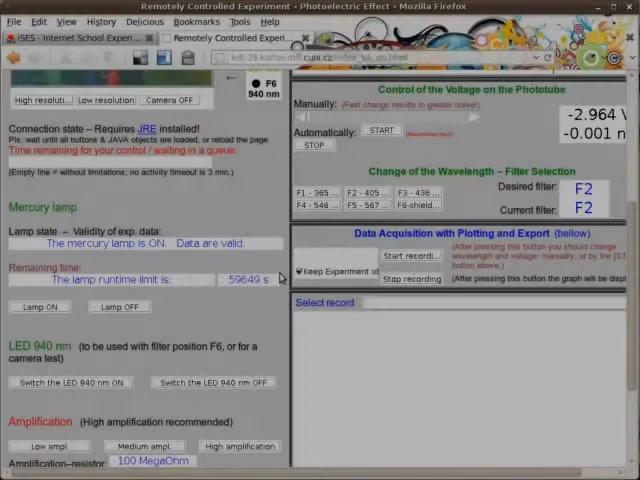 Remotely Controlled Experiment - Photoelectric Effect - Mozilla Firefox
File Edit View History Delicious Bookmarks Tools Help
iSES - Internet School Experi...
Remotely Controlled Experiment...
kdt-29.karlov.mff.cuni.cz/index_VA_en.html
High resoluti...
Low resolution
Camera OFF
←
F6
940 nm
Connection state – Requires JRE installed!
Pls. wait until all buttons & JAVA objects are loaded, or reload the page.
Time remaining for your control / waiting in a queue.
(Empty line = without limitations; no activity timeout is 3 min.)
Mercury lamp
Lamp state – Validity of exp. data:
The mercury lamp is ON. Data are valid.
Remaining time:
The lamp runtime limit is:
59649 s
Lamp ON
Lamp OFF
LED 940 nm (to be used with filter position F6, or for a
camera test)
Switch the LED 940 nm ON
Switch the LED 940 nm OFF
Amplification (High amplification recommended)
Low ampl.
Medium ampl.
High amplification
Amplification–resistor:
100 MegaOhm
Control of the Voltage on the Phototube
Manually: (Fast change results in greater noise!)
-2.964 V
Automatically:
START
-0.001 n
STOP
Change of the Wavelength – Filter Selection
F1 - 365 ...
F2 - 405 ...
F3 - 436 ...
Desired filter:
F2
F4 - 546 ...
F5 - 567 ...
F6-shield...
Current filter:
F2
Data Acquisition with Plotting and Export (bellow)
Keep Experiment id
Start recordi...
(After pressing this button you should change
wavelength and voltage: manually, or by the [ST
button above.)
Stop recording
(After pressing this button the graph will be displ
Select record